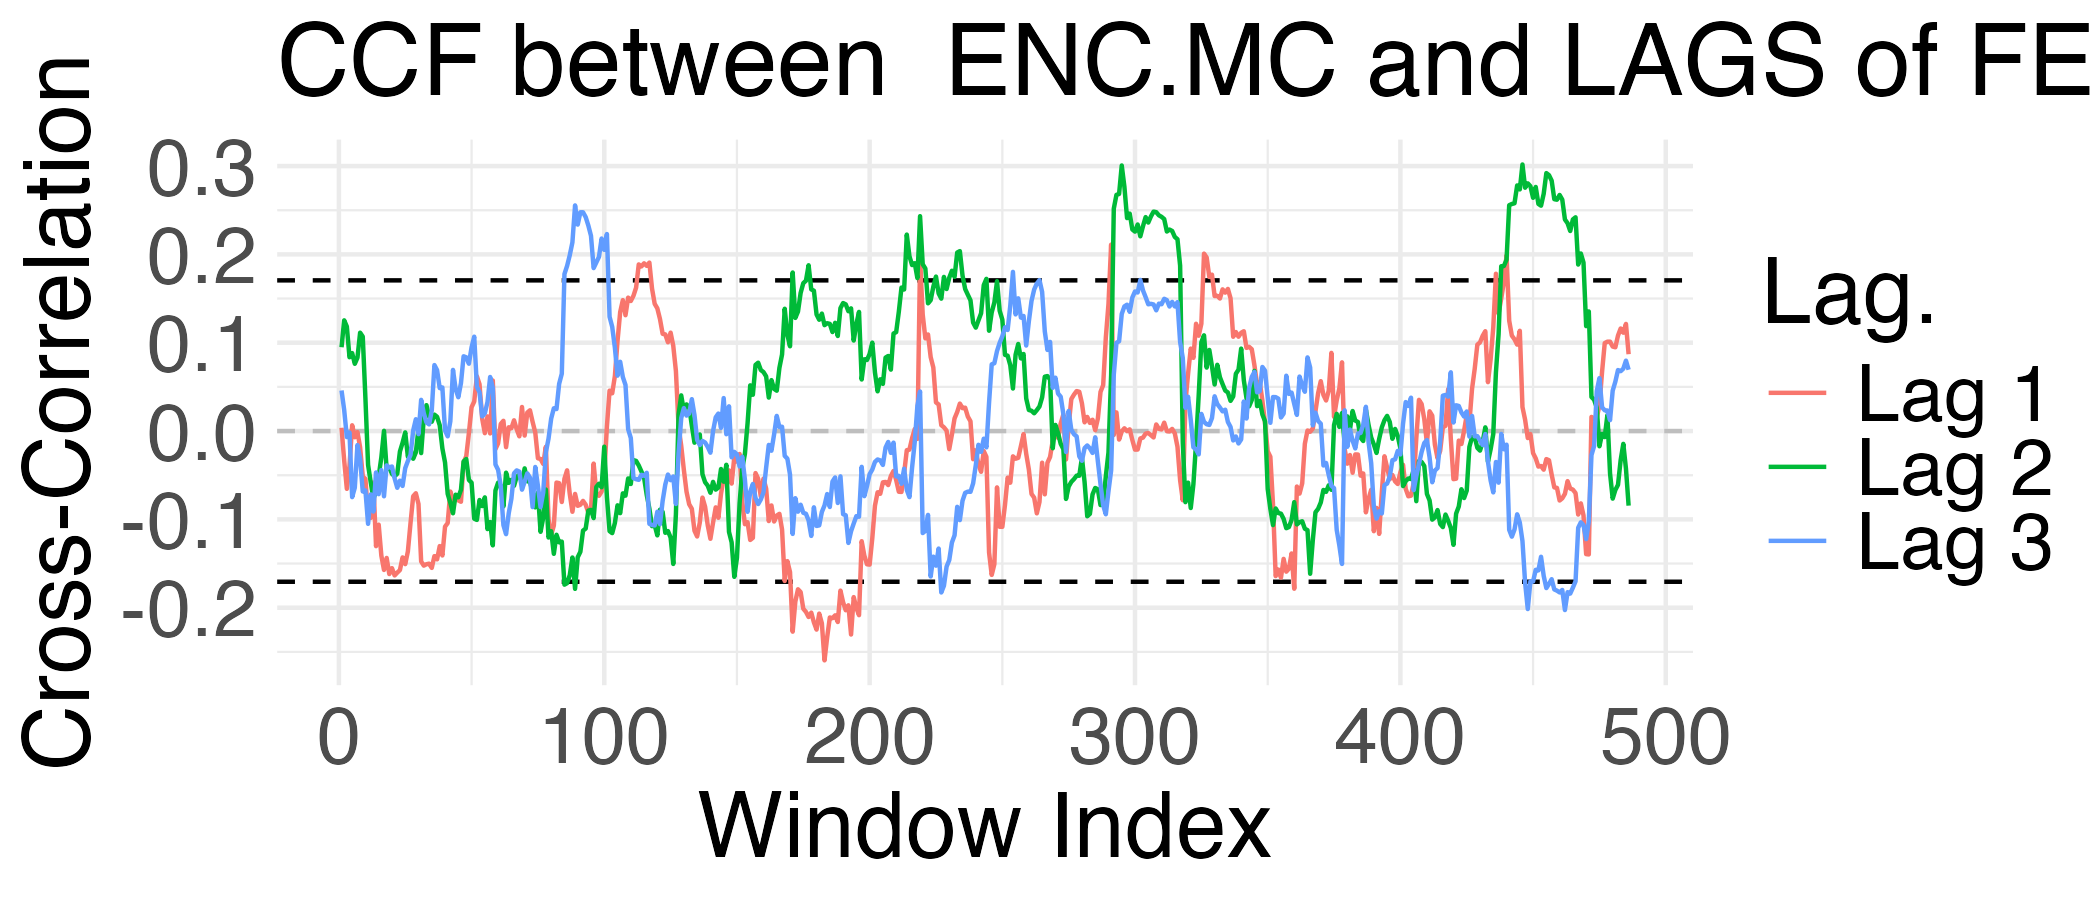 CCF between  ENC.MC and LAGS of FE
Cross-Correlation
0.3
0.2
0.1
0.0
-0.1
-0.2
0 100 200 300 400 500
Window Index
Lag.
Lag 1
Lag 2
Lag 3